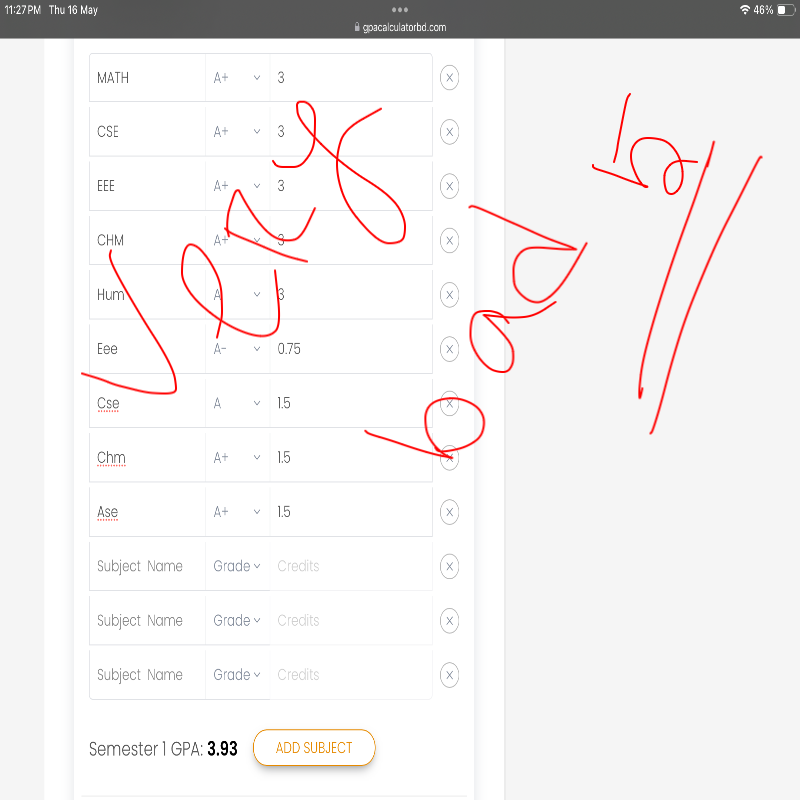 11:27 PM Thu 16 May
46%
gpacalculatorbd.com
MATH A+ 3
CSE A+ 3
EEE A+ 3
CHM A+ 3
Hum A 3
Eee A- 0.75
Cse A 1.5
Chm A+ 1.5
Ase A+ 1.5
Subject Name Grade Credits
Subject Name Grade Credits
Subject Name Grade Credits
Semester 1 GPA: 3.93 ADD SUBJECT
Very bad